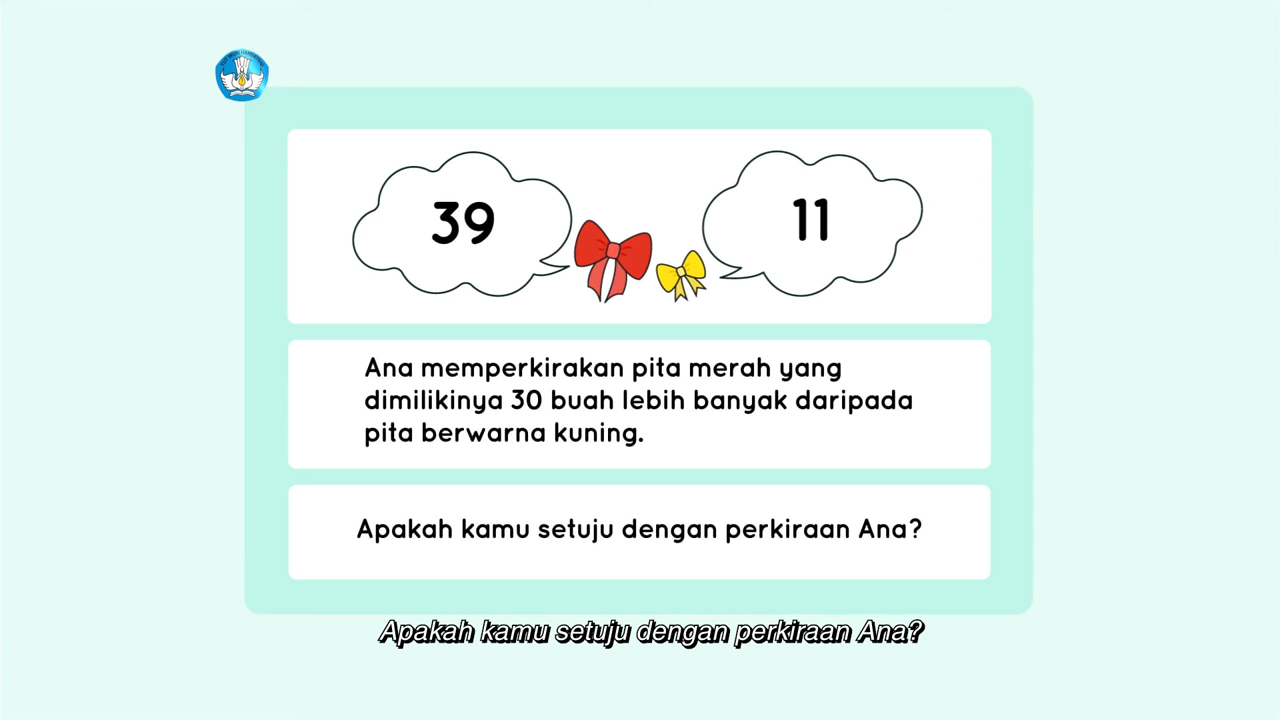 39
11
Ana memperkirakan pita merah yang
dimilikinya 30 buah lebih banyak daripada
pita berwarna kuning.
Apakah kamu setuju dengan perkiraan Ana?
Apakah kamu setuju dengan perkiraan Ana?